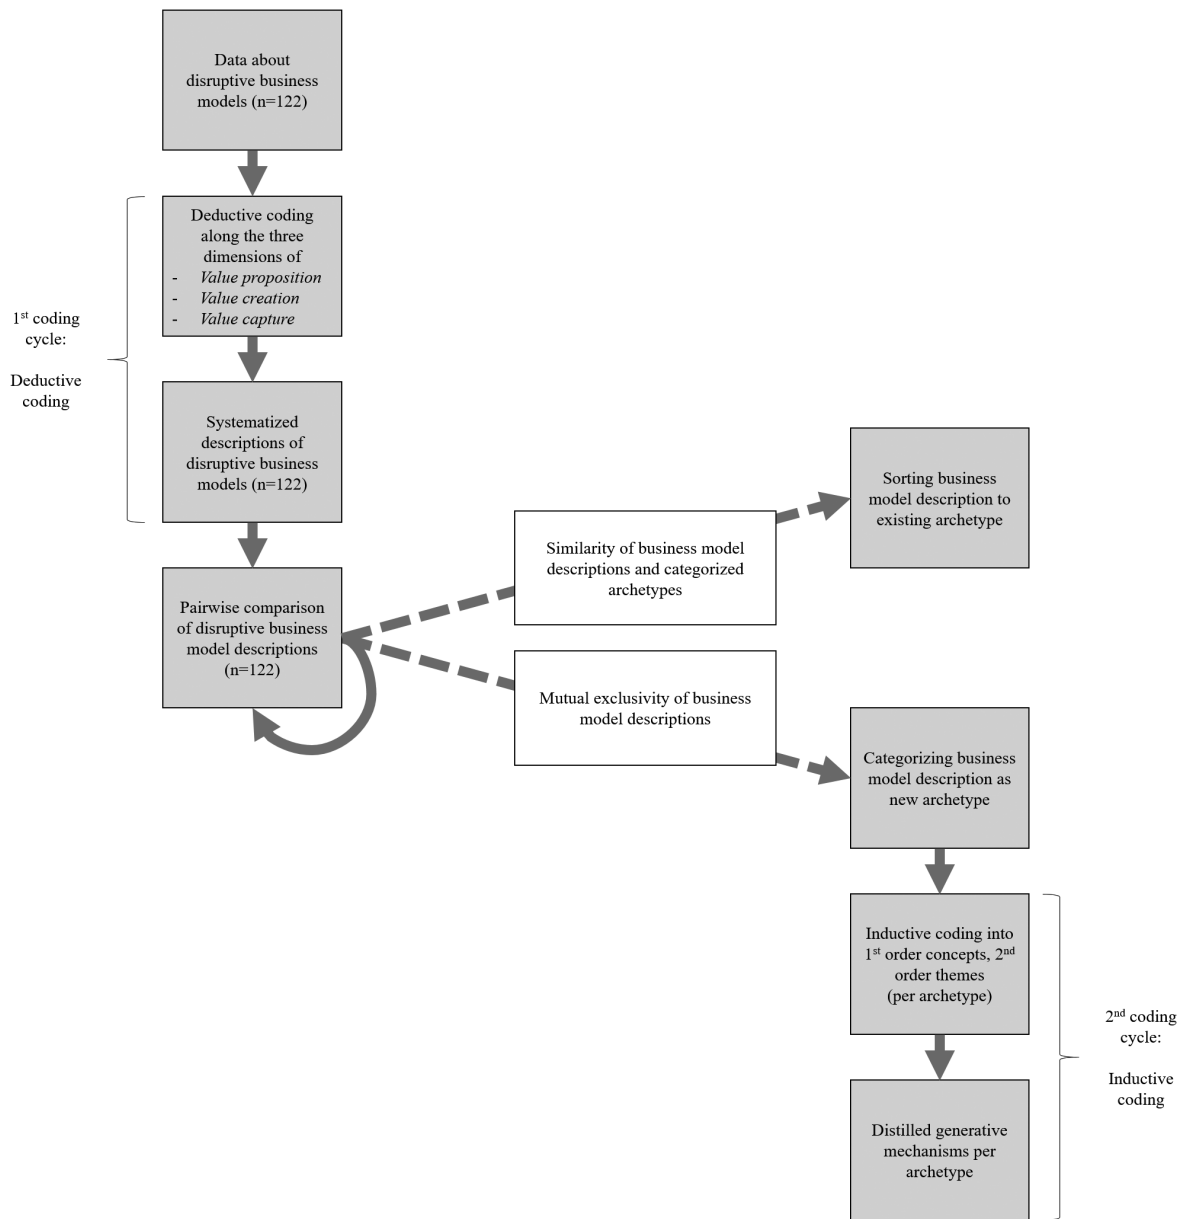 Data about
disruptive business
models (n=122)
Deductive coding
along the three
dimensions of
- Value proposition
- Value creation
- Value capture
1st coding
cycle:
Deductive
coding
Systematized
descriptions of
disruptive business
models (n=122)
Sorting business
model description to
existing archetype
Similarity of business model
descriptions and categorized
archetypes
Pairwise comparison
of disruptive business
model descriptions
(n=122)
Mutual exclusivity of business
model descriptions
Categorizing business
model description as
new archetype
Inductive coding into
1st order concepts, 2nd
order themes
(per archetype)
2nd coding
cycle:
Inductive
coding
Distilled generative
mechanisms per
archetype